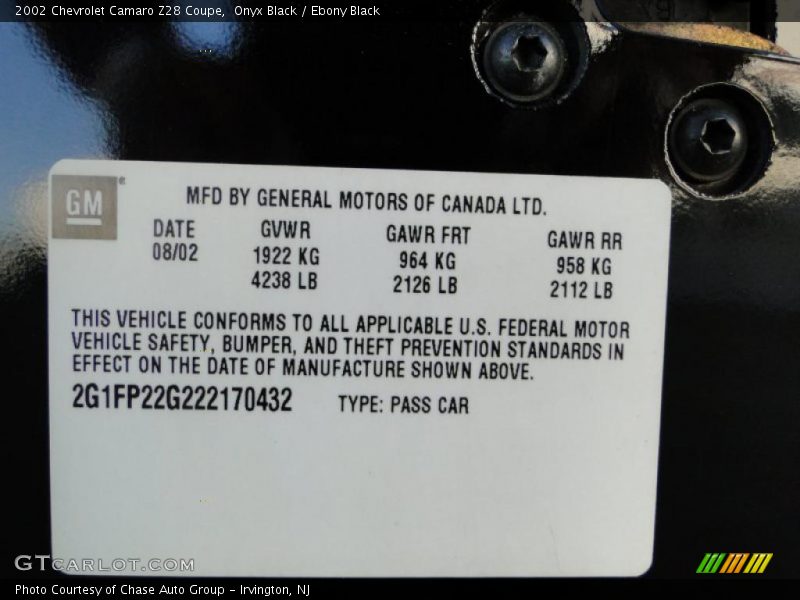 2002 Chevrolet Camaro Z28 Coupe, Onyx Black / Ebony Black
GM®
MFD BY GENERAL MOTORS OF CANADA LTD.
DATE GVWR GAWR FRT GAWR RR
08/02 1922 KG 964 KG 958 KG
4238 LB 2126 LB 2112 LB
THIS VEHICLE CONFORMS TO ALL APPLICABLE U.S. FEDERAL MOTOR
VEHICLE SAFETY, BUMPER, AND THEFT PREVENTION STANDARDS IN
EFFECT ON THE DATE OF MANUFACTURE SHOWN ABOVE.
2G1FP22G222170432 TYPE: PASS CAR
GTCARLOT.COM
Photo Courtesy of Chase Auto Group - Irvington, NJ